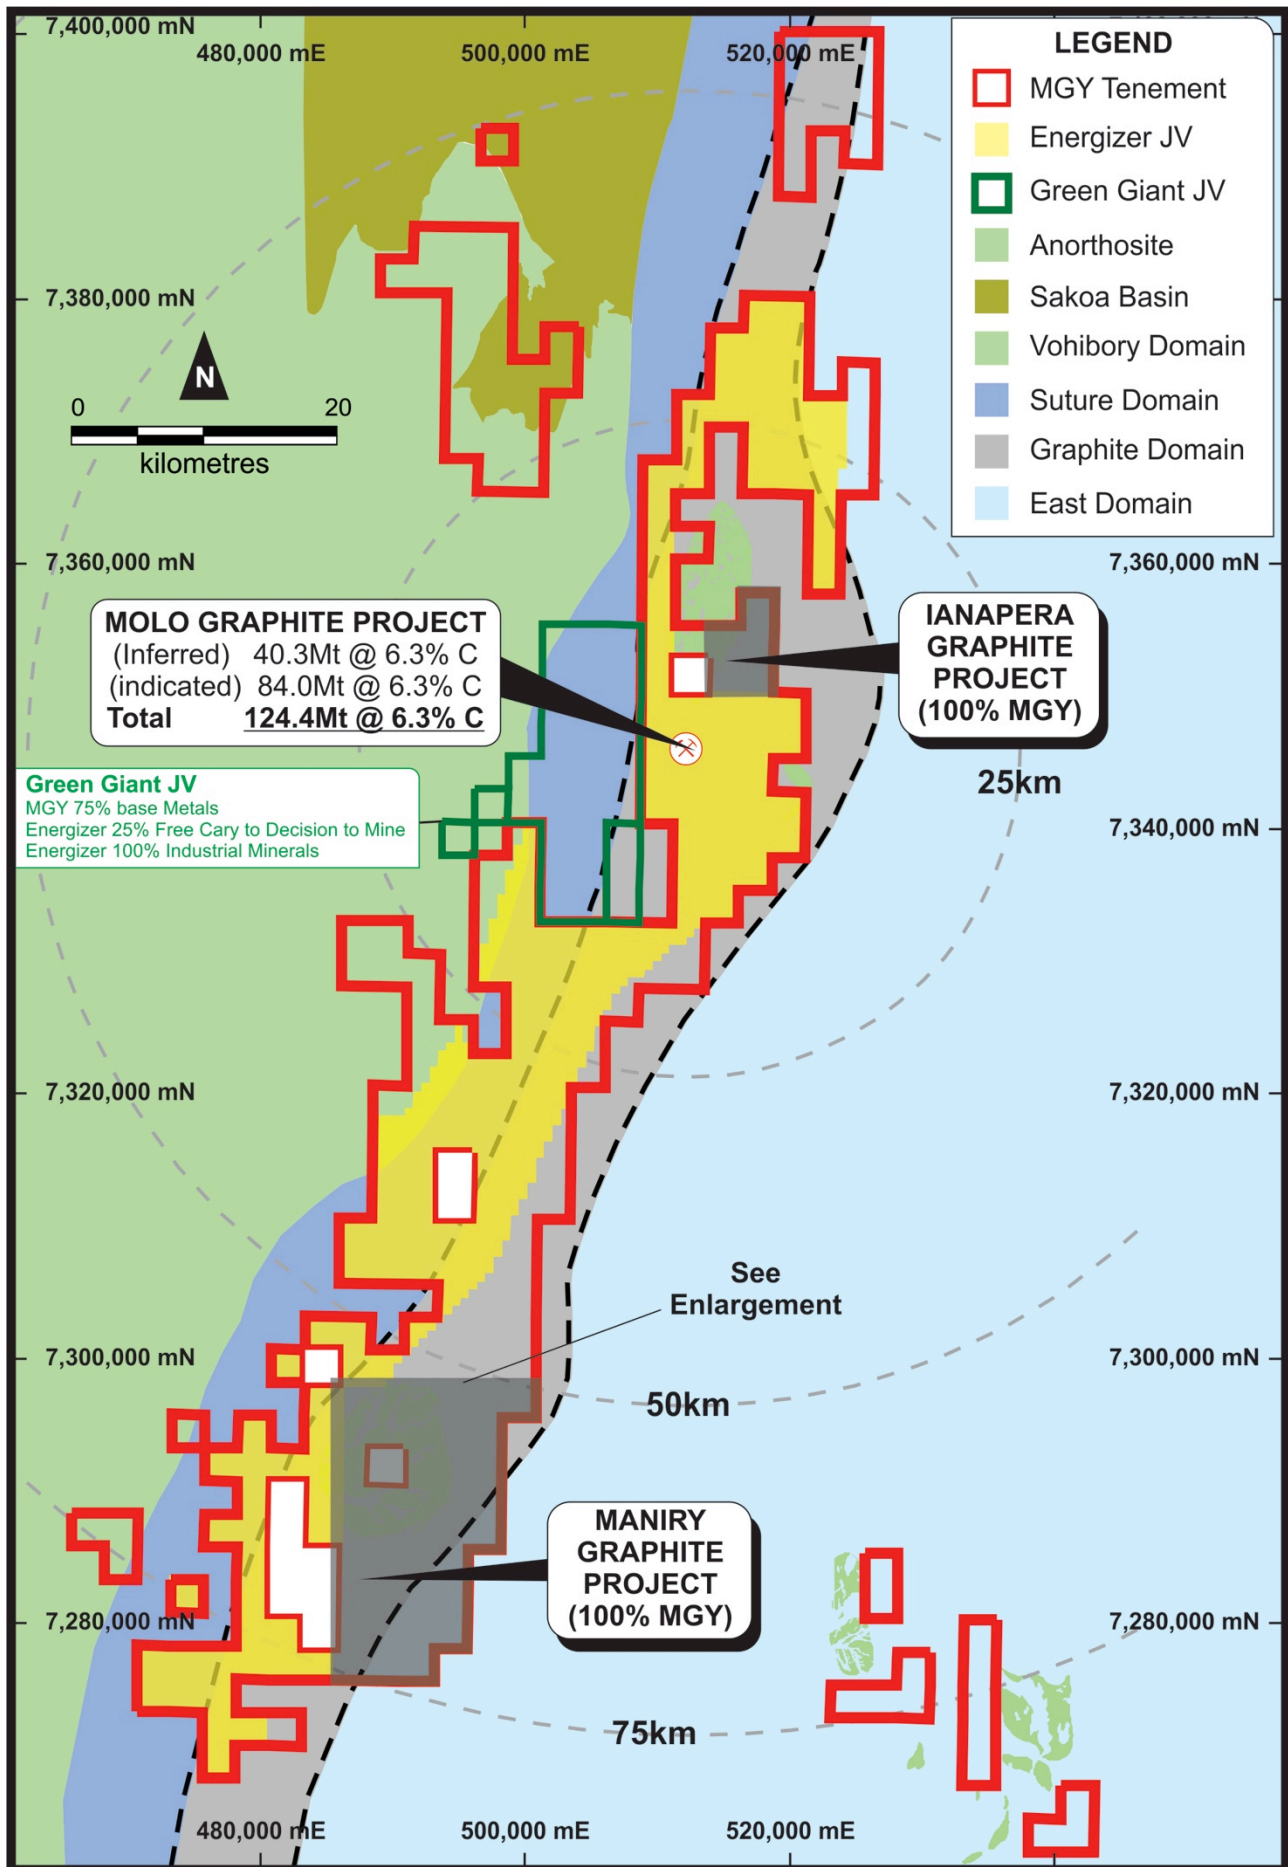 7,400,000 mN
480,000 mE
500,000 mE
520,000 mE
LEGEND
MGY Tenement
Energizer JV
Green Giant JV
Anorthosite
Sakoa Basin
Vohibory Domain
Suture Domain
Graphite Domain
East Domain
7,380,000 mN
N
0 20
kilometres
7,360,000 mN
7,360,000 mN
MOLO GRAPHITE PROJECT
(Inferred) 40.3Mt @ 6.3% C
(indicated) 84.0Mt @ 6.3% C
Total 124.4Mt @ 6.3% C
IANAPERA
GRAPHITE
PROJECT
(100% MGY)
25km
Green Giant JV
MGY 75% base Metals
Energizer 25% Free Cary to Decision to Mine
Energizer 100% Industrial Minerals
7,340,000 mN
7,320,000 mN
7,320,000 mN
See
Enlargement
7,300,000 mN
7,300,000 mN
50km
MANIRY
GRAPHITE
PROJECT
(100% MGY)
7,280,000 mN
7,280,000 mN
75km
480,000 mE
500,000 mE
520,000 mE